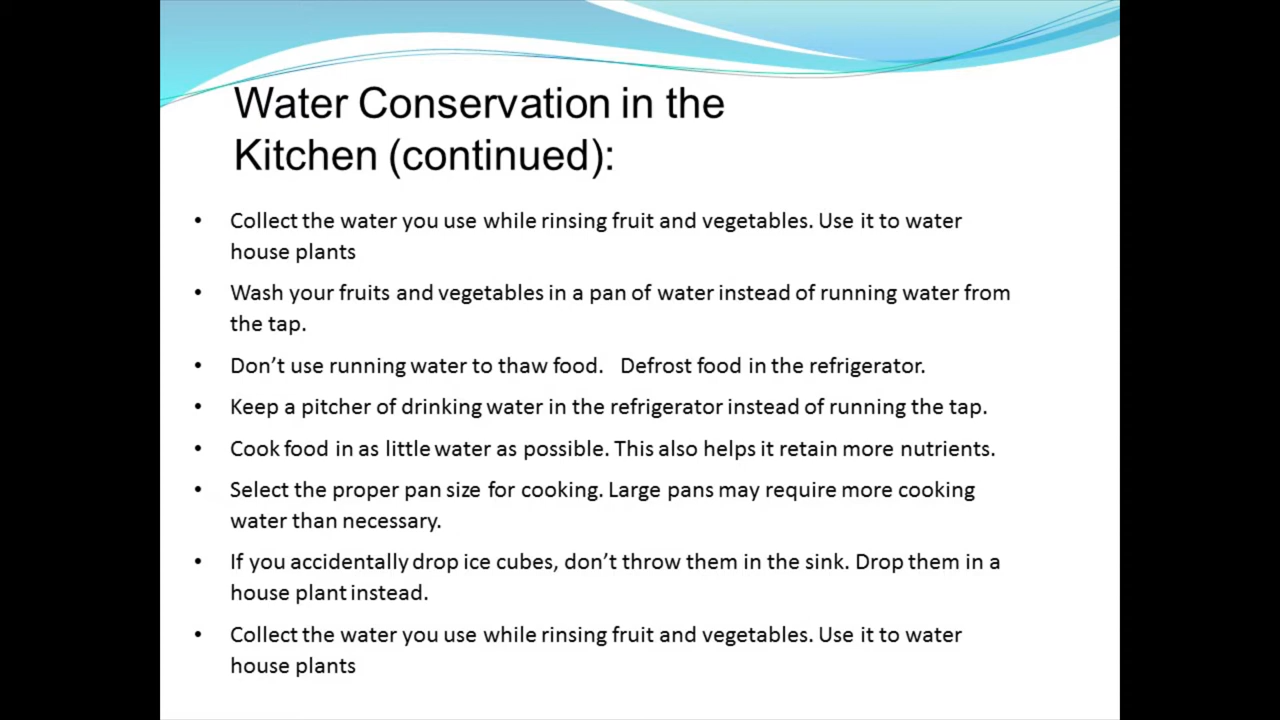 Water Conservation in the
Kitchen (continued):
• Collect the water you use while rinsing fruit and vegetables. Use it to water
house plants
• Wash your fruits and vegetables in a pan of water instead of running water from
the tap.
• Don’t use running water to thaw food.   Defrost food in the refrigerator.
• Keep a pitcher of drinking water in the refrigerator instead of running the tap.
• Cook food in as little water as possible. This also helps it retain more nutrients.
• Select the proper pan size for cooking. Large pans may require more cooking
water than necessary.
• If you accidentally drop ice cubes, don’t throw them in the sink. Drop them in a
house plant instead.
• Collect the water you use while rinsing fruit and vegetables. Use it to water
house plants